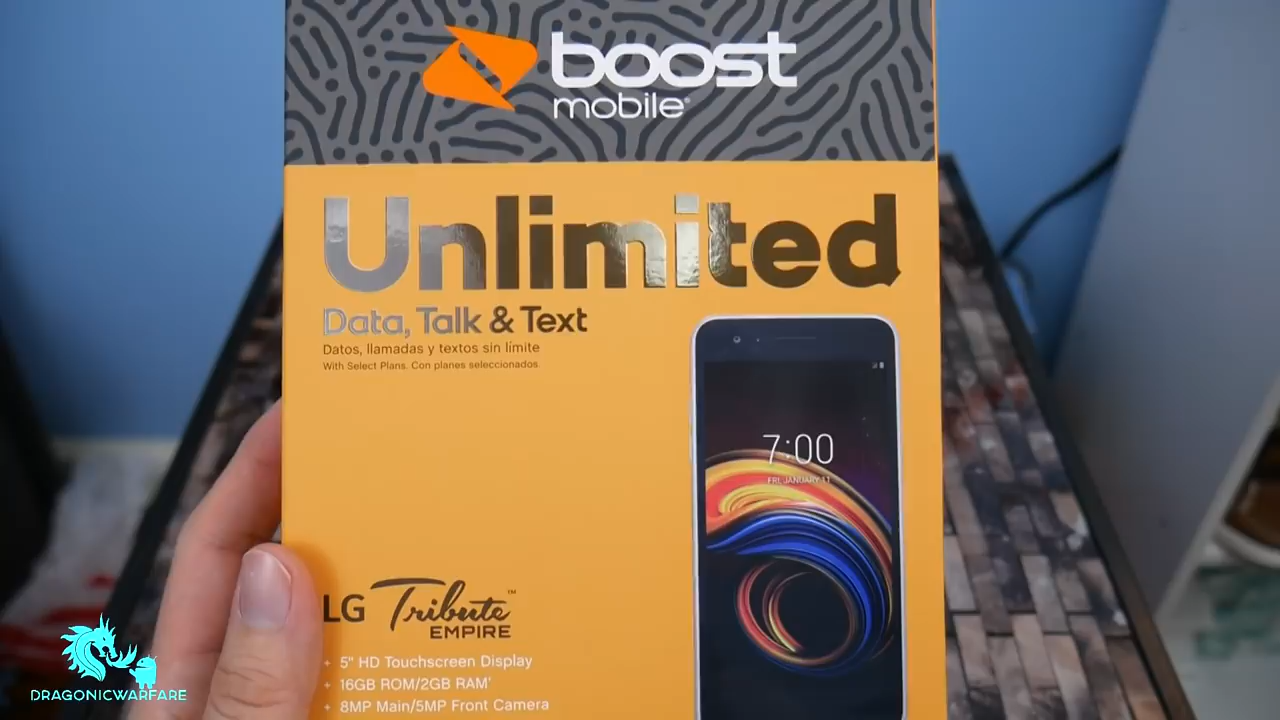 boost
mobile®
Unlimited
Data, Talk & Text
Datos, llamadas y textos sin límite
With Select Plans. Con planes seleccionados.
7:00
FRI, JANUARY 11
LG Tribute™
EMPIRE
+ 5" HD Touchscreen Display
+ 16GB ROM/2GB RAM¹
+ 8MP Main/5MP Front Camera
DRAGONICWARFARE